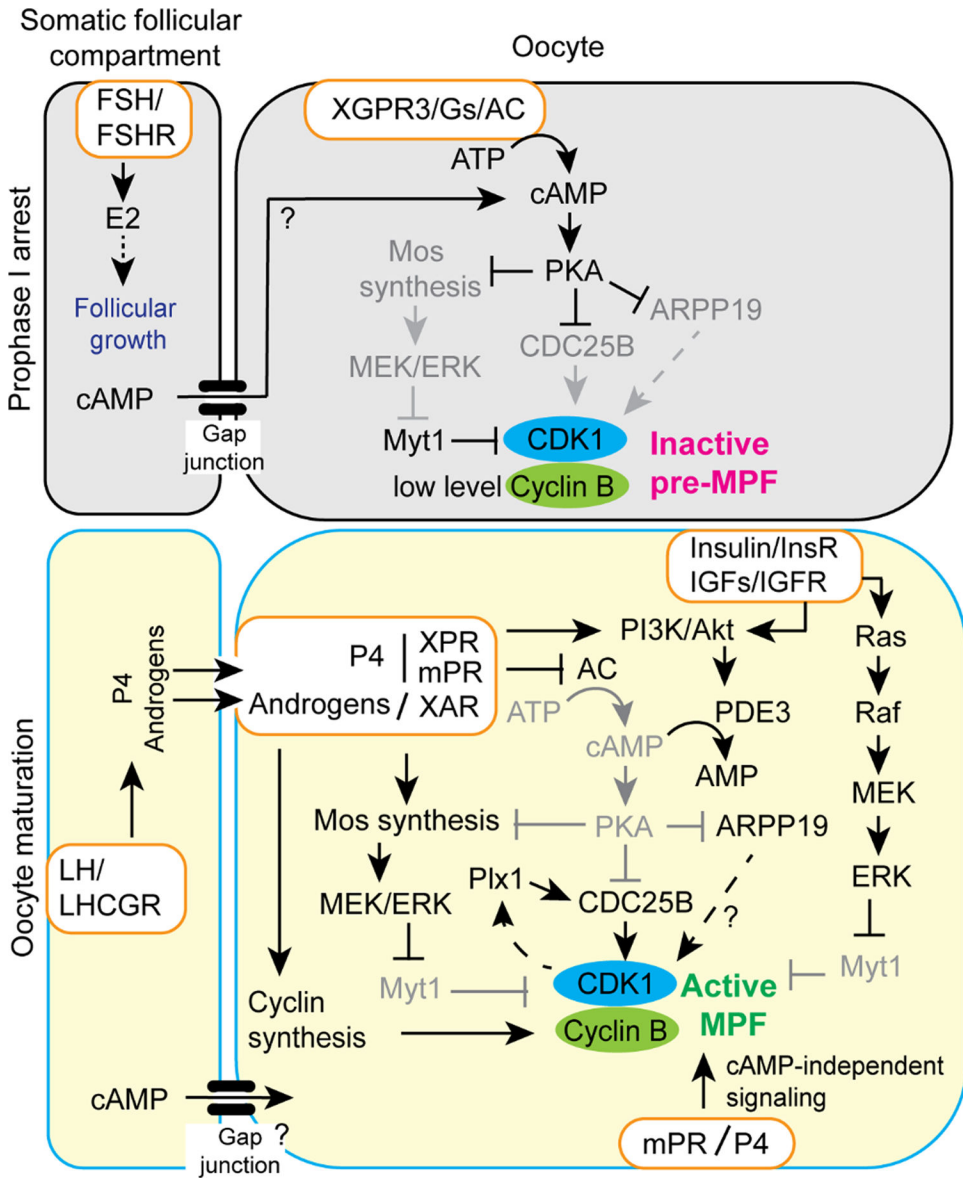 Somatic follicular
compartment
Oocyte
Prophase I arrest
FSH/
FSHR
E2
Follicular
growth
cAMP
Gap
junction
XGPR3/Gs/AC
ATP
cAMP
?
Mos
synthesis
PKA
ARPP19
CDC25B
MEK/ERK
Myt1
CDK1
Inactive
pre-MPF
low level
Cyclin B
Oocyte maturation
Insulin/InsR
IGFs/IGFR
P4
Androgens
P4
XPR
mPR
Androgens / XAR
PI3K/Akt
Ras
AC
ATP
PDE3
Raf
cAMP
AMP
MEK
Mos synthesis
PKA
ARPP19
LH/
LHCGR
Plx1
ERK
MEK/ERK
CDC25B
?
Myt1
CDK1
Active
MPF
Myt1
Cyclin
synthesis
Cyclin B
cAMP-independent
signaling
cAMP
Gap
junction
?
mPR / P4